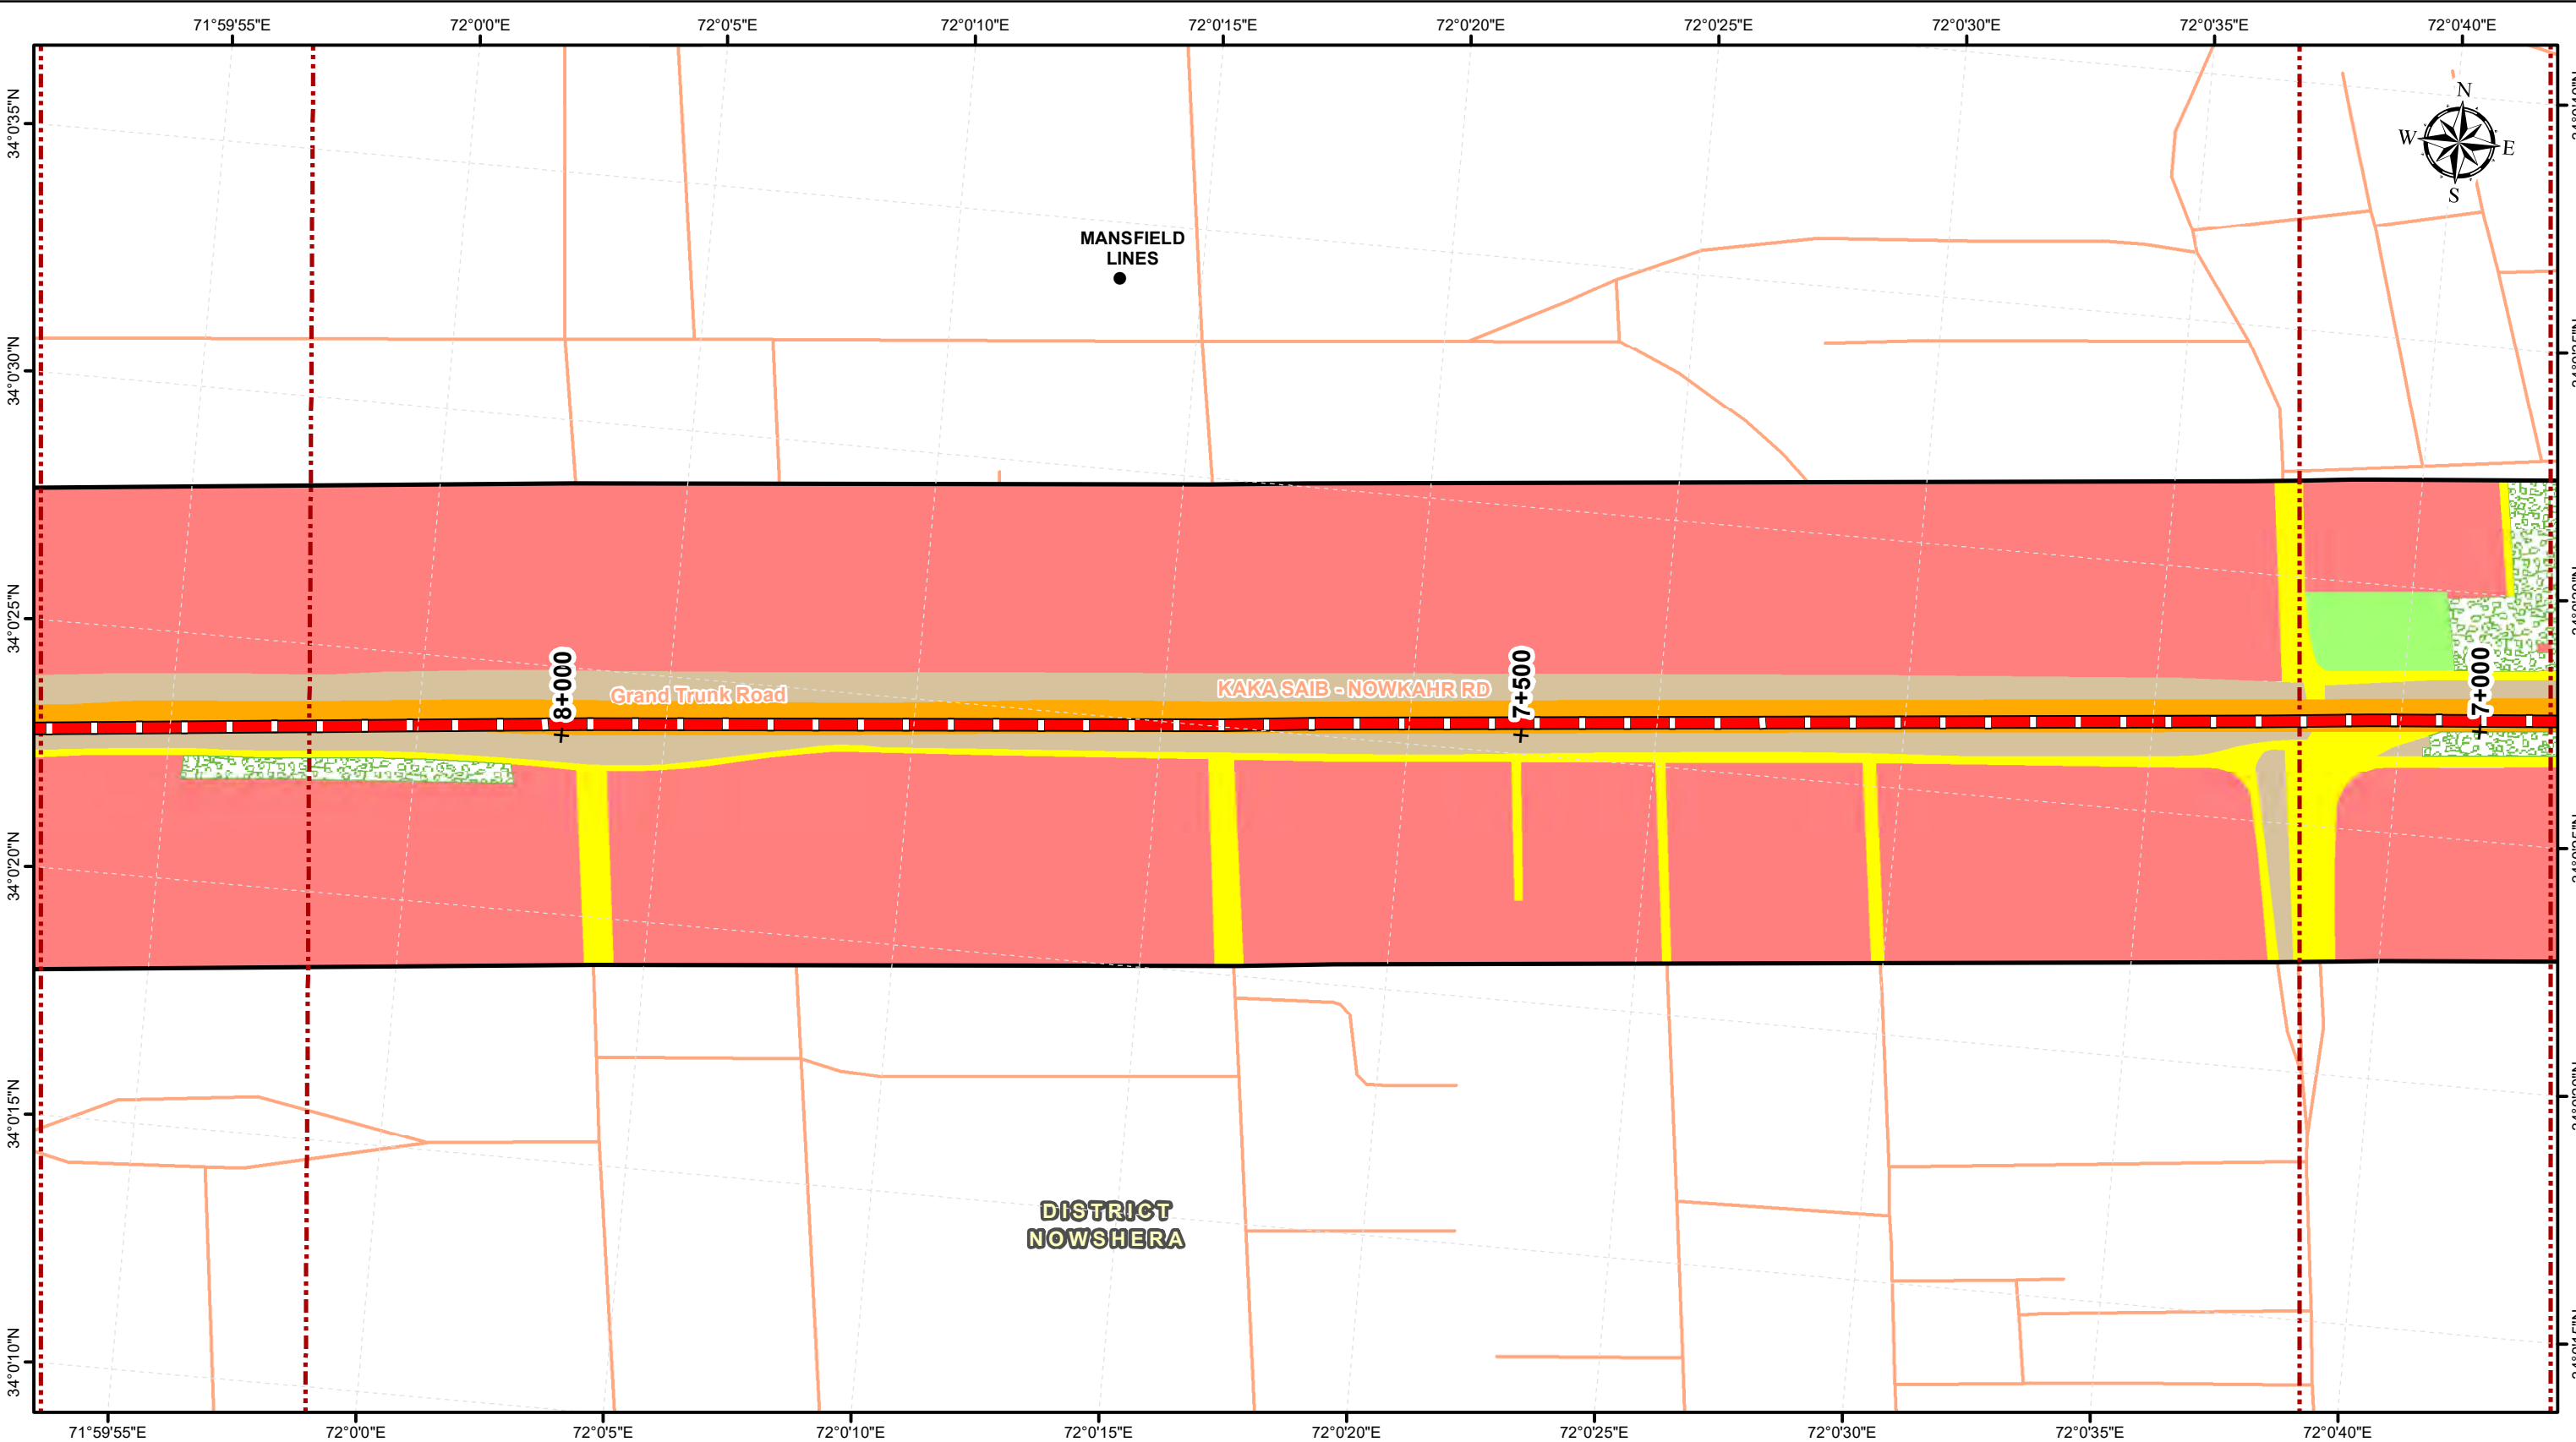 71°59'55"E
72°0'0"E
72°0'5"E
72°0'10"E
72°0'15"E
72°0'20"E
72°0'25"E
72°0'30"E
72°0'35"E
72°0'40"E
34°0'35"N
34°0'30"N
34°0'25"N
34°0'20"N
34°0'15"N
34°0'10"N
N
W
E
S
MANSFIELD
LINES
8+000
Grand Trunk Road
KAKA SAIB - NOWKAHR RD
7+500
7+000
DISTRICT
NOWSHERA
71°59'55"E
72°0'0"E
72°0'5"E
72°0'10"E
72°0'15"E
72°0'20"E
72°0'25"E
72°0'30"E
72°0'35"E
72°0'40"E